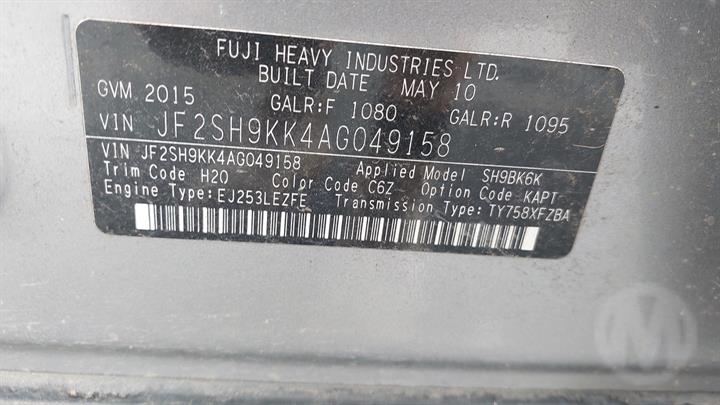 FUJI HEAVY INDUSTRIES LTD.
BUILT DATE MAY 10
GVM 2015 GALR:F 1080 GALR:R 1095
VIN JF2SH9KK4AG049158
VIN JF2SH9KK4AG049158 Applied Model SH9BK6K
Trim Code H20 Color Code C6Z Option Code KAPT
Engine Type:EJ253LEZFE Transmission Type:TY758XFZBA
M